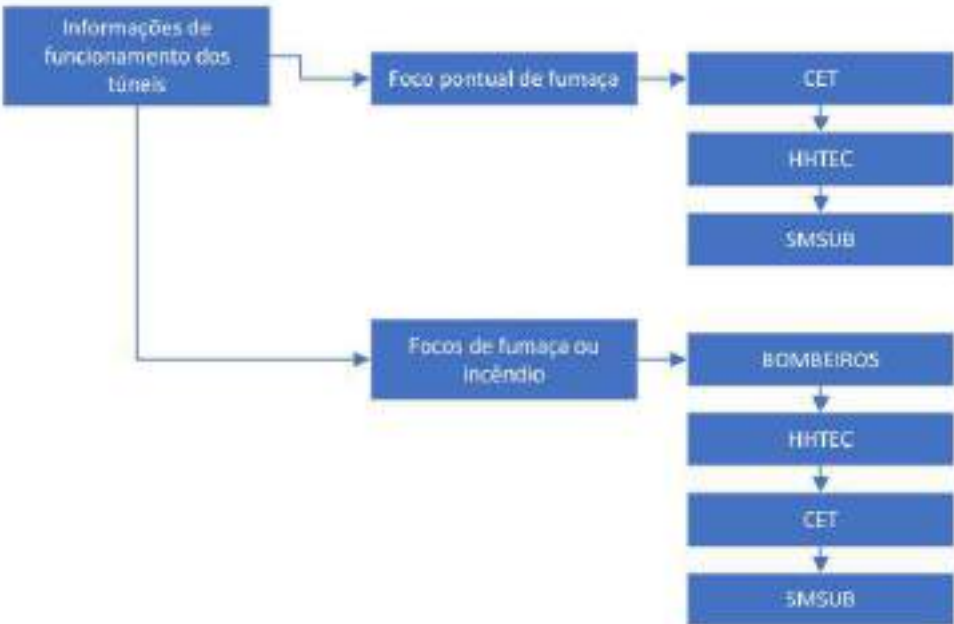 Informações de
funcionamento dos
túneis
Foco pontual de fumaça
CET
HHTEC
SMSUB
Focos de fumaça ou
incêndio
BOMBEIROS
HHTEC
CET
SMSUB